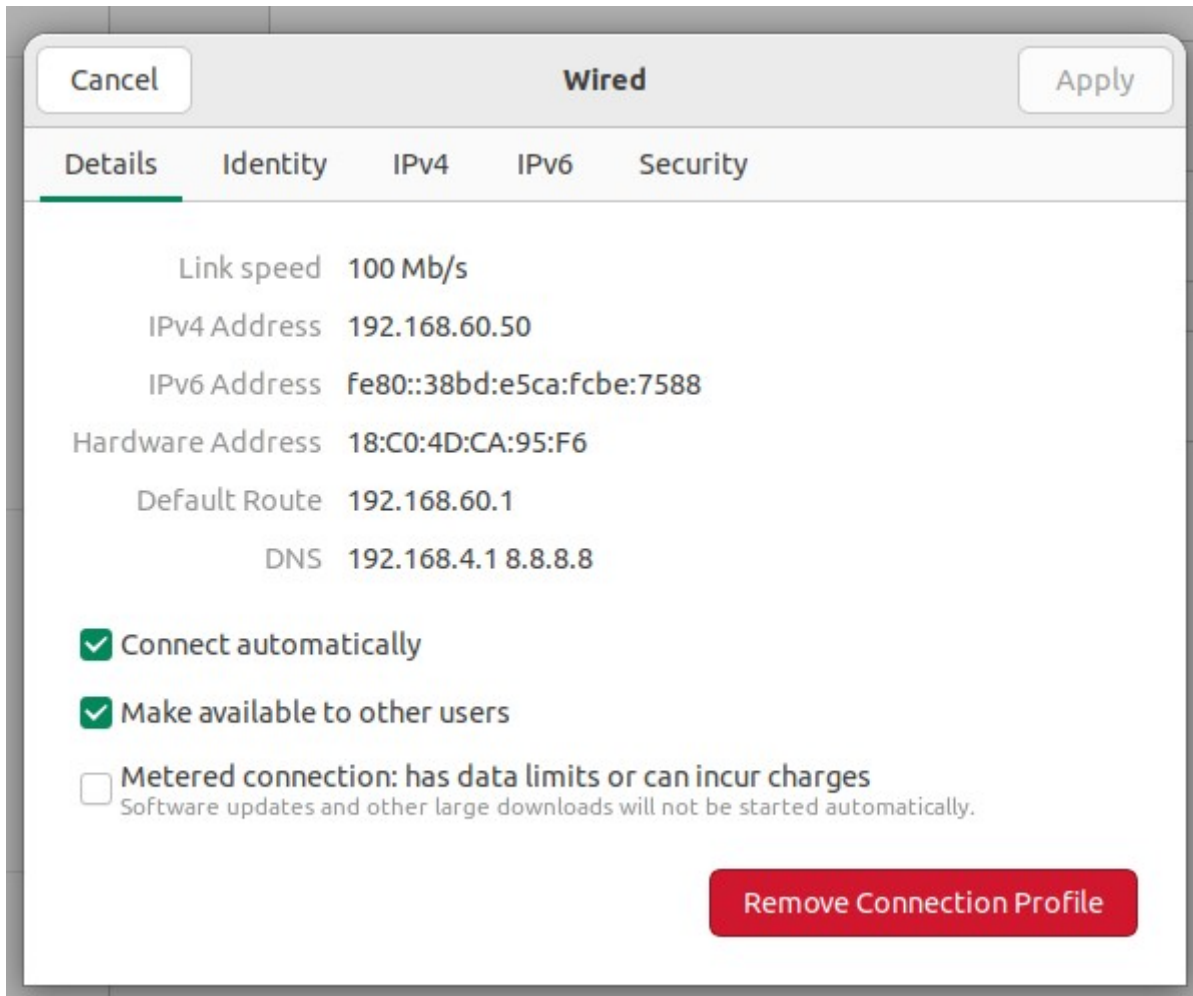 Cancel
Wired
Apply
Details
Identity
IPv4
IPv6
Security
Link speed 100 Mb/s
IPv4 Address 192.168.60.50
IPv6 Address fe80::38bd:e5ca:fcbe:7588
Hardware Address 18:C0:4D:CA:95:F6
Default Route 192.168.60.1
DNS 192.168.4.1 8.8.8.8
Connect automatically
Make available to other users
Metered connection: has data limits or can incur charges
Software updates and other large downloads will not be started automatically.
Remove Connection Profile